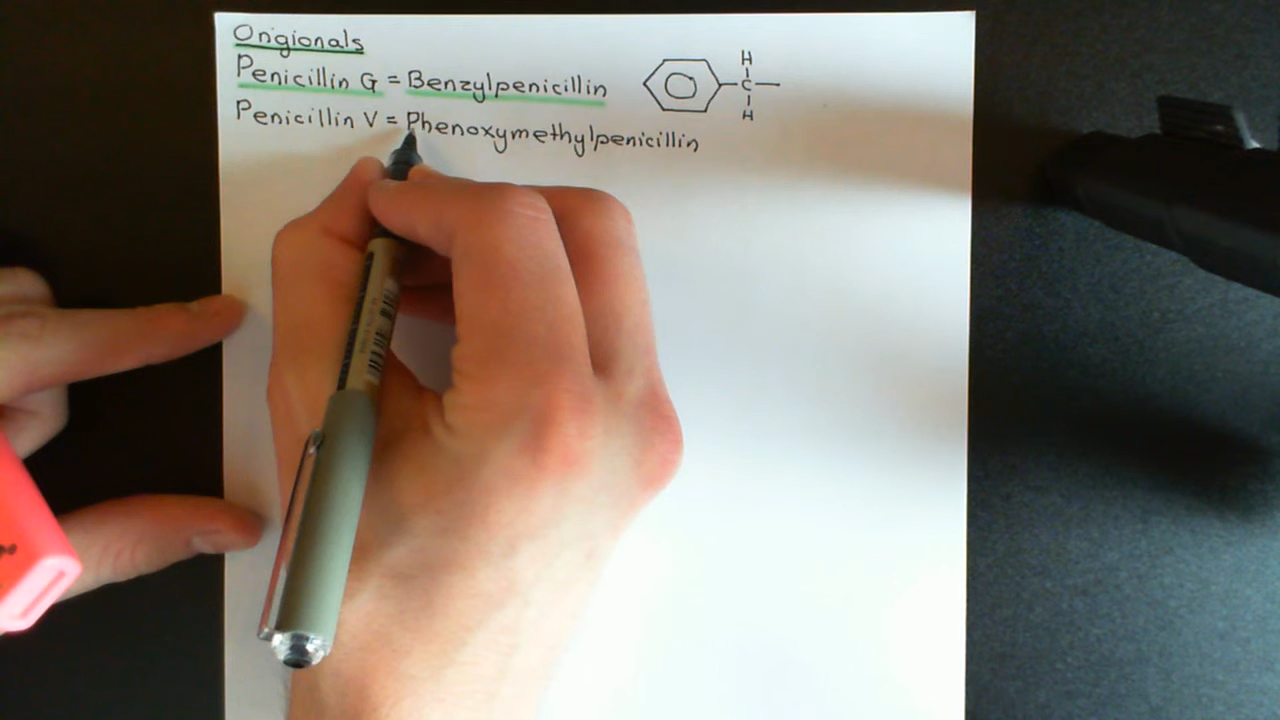 Origionals
Penicillin G = Benzylpenicillin
H
C
H
Penicillin V = Phenoxymethylpenicillin